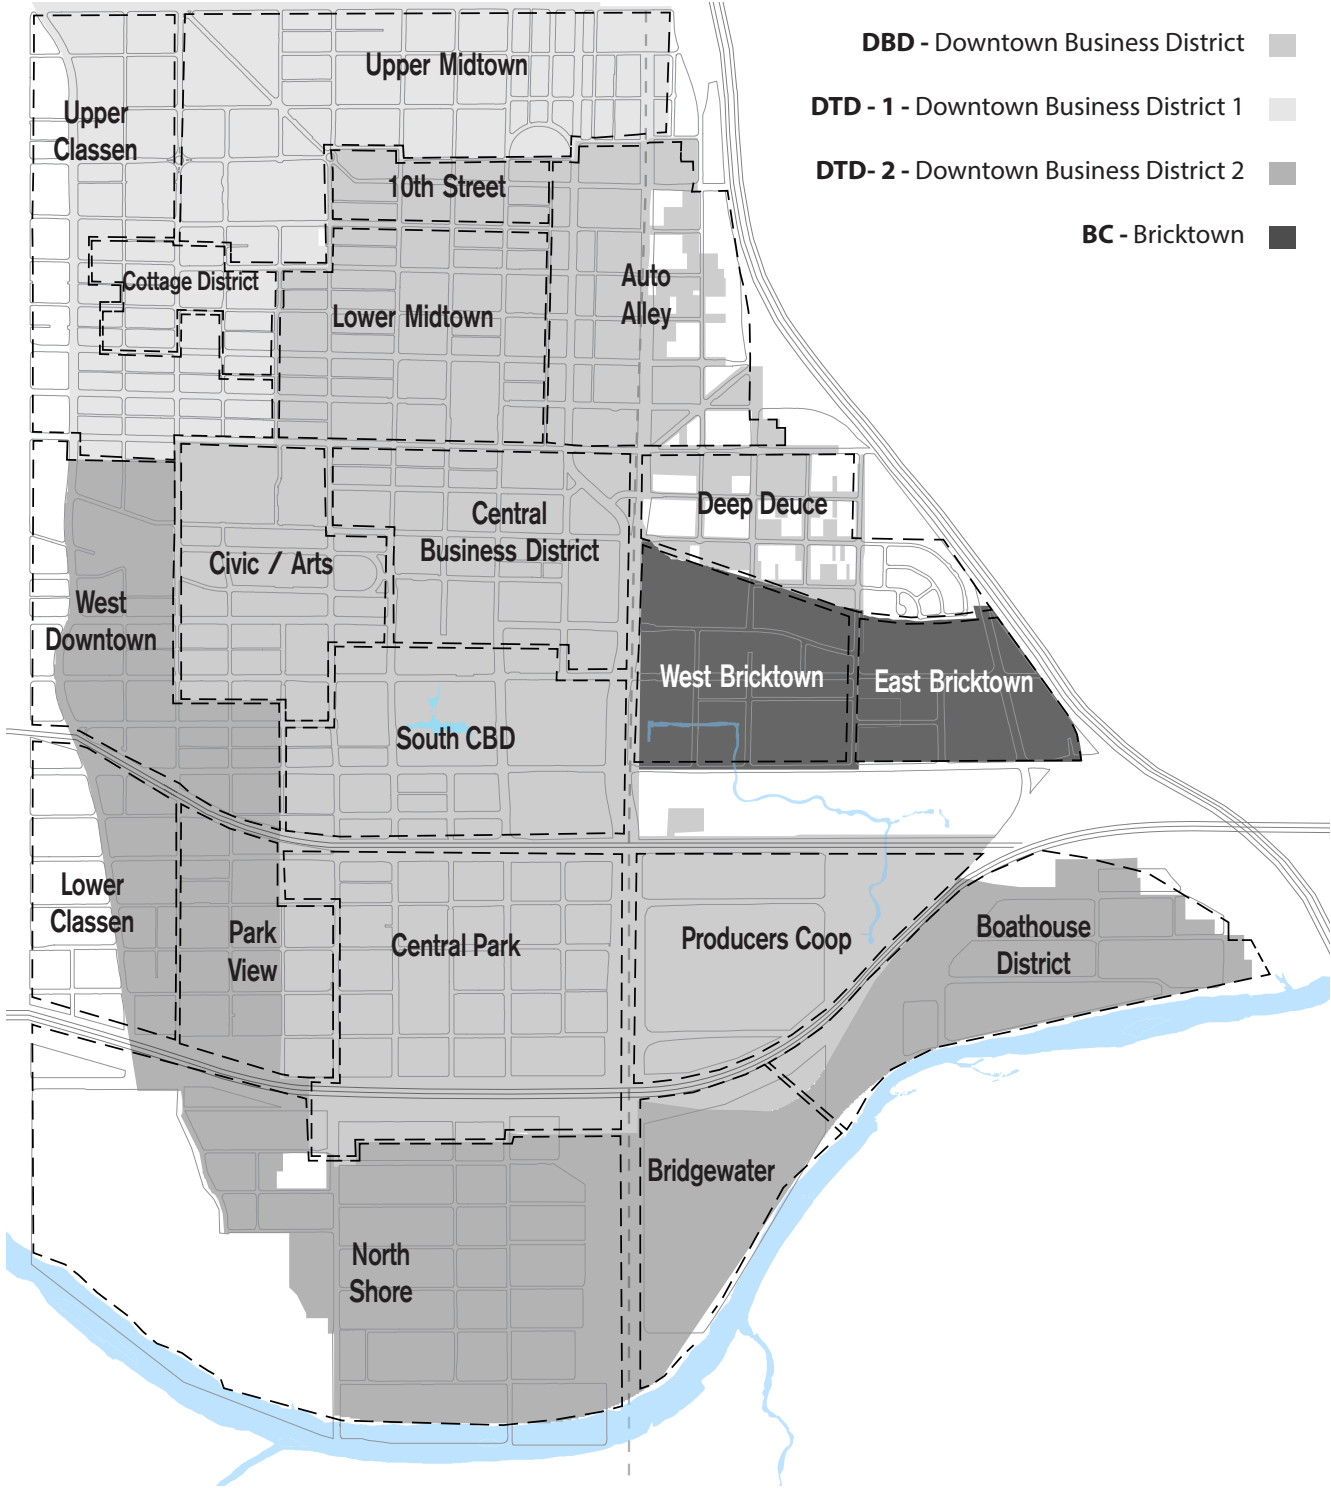 DBD - Downtown Business District
DTD - 1 - Downtown Business District 1
DTD- 2 - Downtown Business District 2
BC - Bricktown
Upper Midtown
Upper
Classen
10th Street
Cottage District
Lower Midtown
Auto
Alley
Central
Business District
Deep Deuce
Civic / Arts
West
Downtown
West Bricktown
East Bricktown
South CBD
Lower
Classen
Park
View
Central Park
Producers Coop
Boathouse
District
Bridgewater
North
Shore